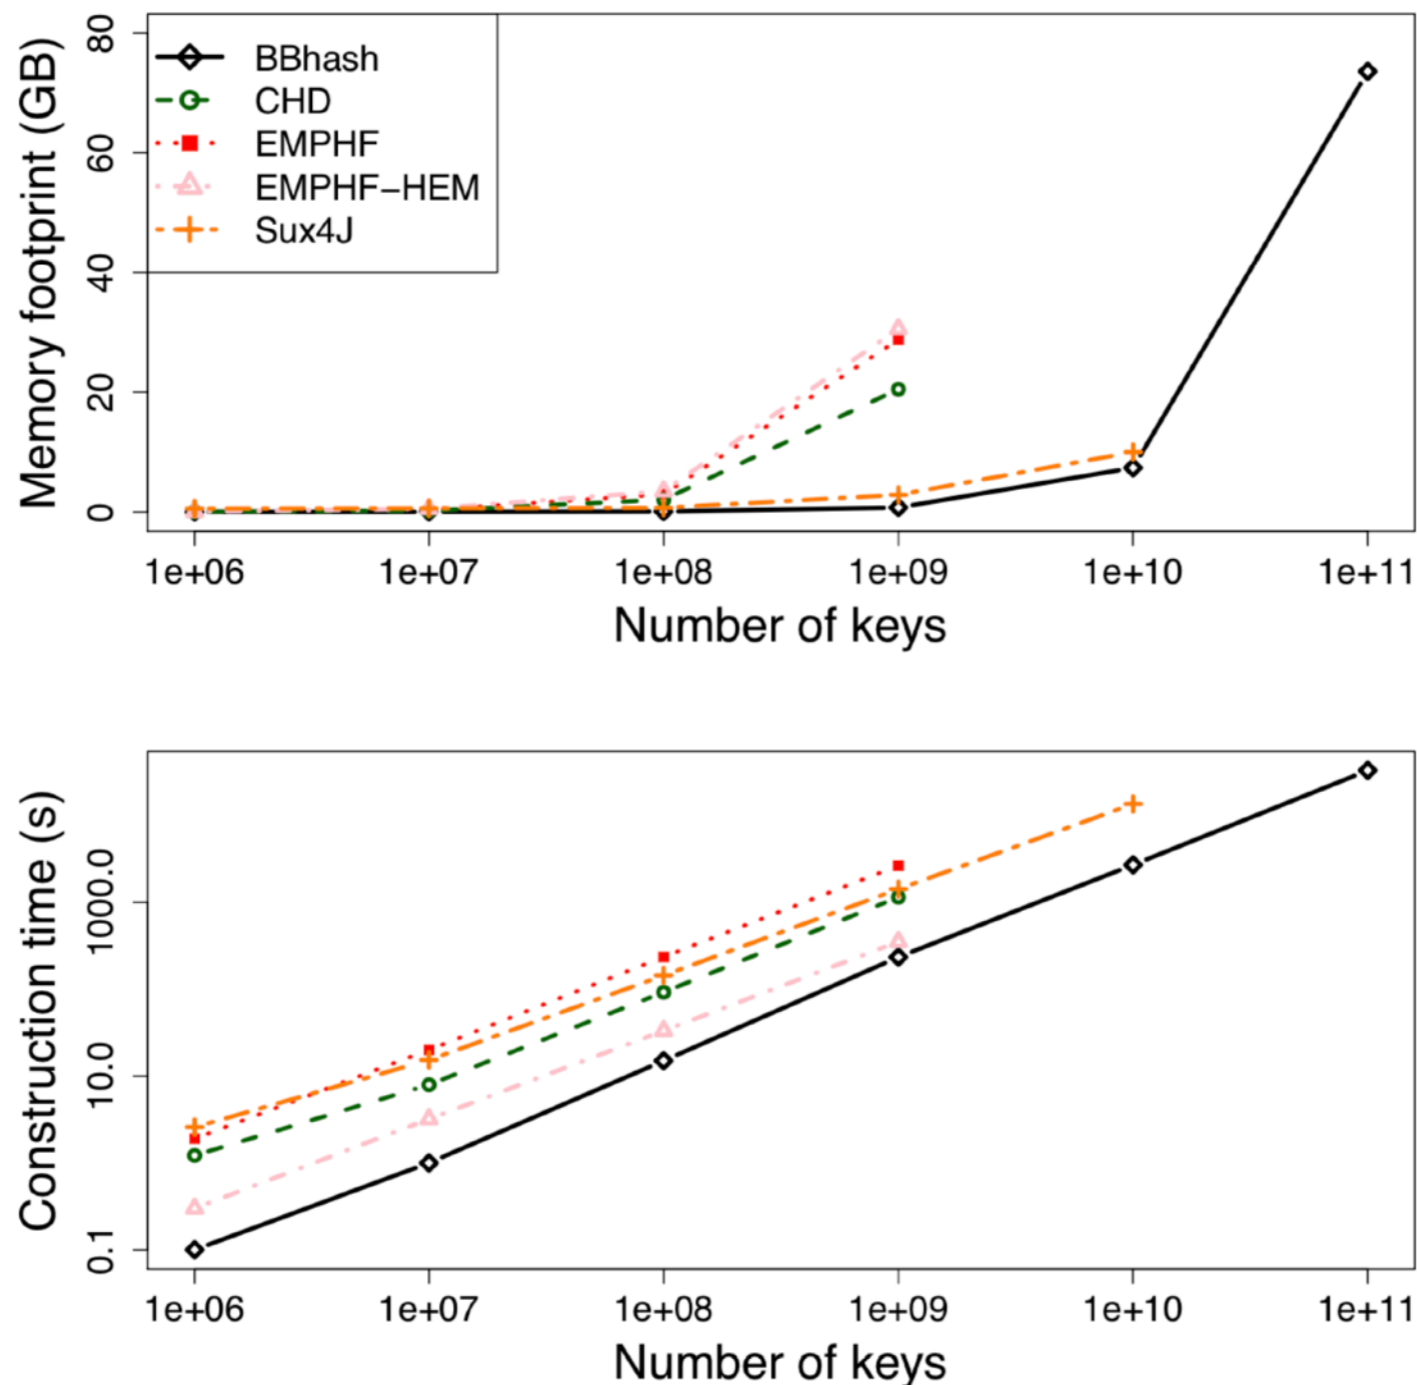 Memory footprint (GB)
80
60
40
20
0
BBhash
CHD
EMPHF
EMPHF−HEM
Sux4J
1e+06 1e+07 1e+08 1e+09 1e+10 1e+11
Number of keys
Construction time (s)
1000.0
10.0
0.1
1e+06 1e+07 1e+08 1e+09 1e+10 1e+11
Number of keys